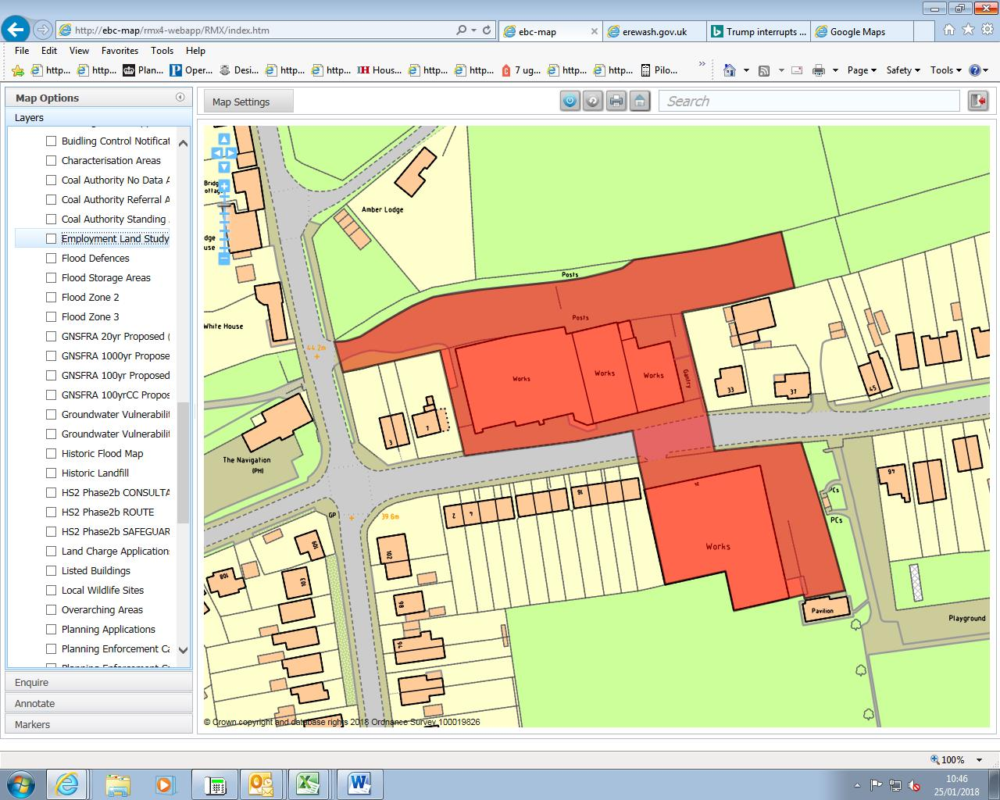 http://ebc-map/rmx4-webapp/RMX/index.htm
ebc-map
erewash.gov.uk
Trump interrupts ...
Google Maps
File Edit View Favorites Tools Help
http... http... Plan... Oper... Desi... http... http... Hous... http... http... 7 ug... http... http... Pilo...
Page Safety Tools
Map Options
Layers
Buidling Control Notificat
Characterisation Areas
Coal Authority No Data A
Coal Authority Referral A
Coal Authority Standing
Employment Land Study
Flood Defences
Flood Storage Areas
Flood Zone 2
Flood Zone 3
GNSFRA 20yr Proposed (
GNSFRA 1000yr Propose
GNSFRA 100yr Proposed
GNSFRA 100yrCC Propos
Groundwater Vulnerabilit
Groundwater Vulnerabilit
Historic Flood Map
Historic Landfill
HS2 Phase2b CONSULTA
HS2 Phase2b ROUTE
HS2 Phase2b SAFEGUAR
Land Charge Application
Listed Buildings
Local Wildlife Sites
Overarching Areas
Planning Applications
Planning Enforcement Ca
Enquire
Annotate
Markers
Map Settings
Search
Amber Lodge
White House
44.2m
Posts
Posts
Works
Works
Works
Gantry
33
37
45
3
1
The Navigation
(PH)
GP
39.6m
2
4
16
102
98
94
109
103
108
Works
46
PCs
PCs
Pavilion
Playground
© Crown copyright and database rights 2018 Ordnance Survey 100019826
100%
10:46
25/01/2018